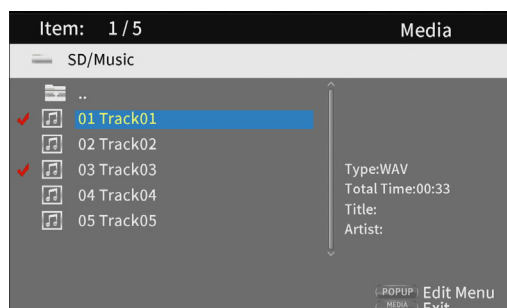 Item: 1/5 Media
SD/Music
..
01 Track01
02 Track02
03 Track03
04 Track04
05 Track05
Type:WAV
Total Time:00:33
Title:
Artist:
POPUP Edit Menu
MEDIA Exit